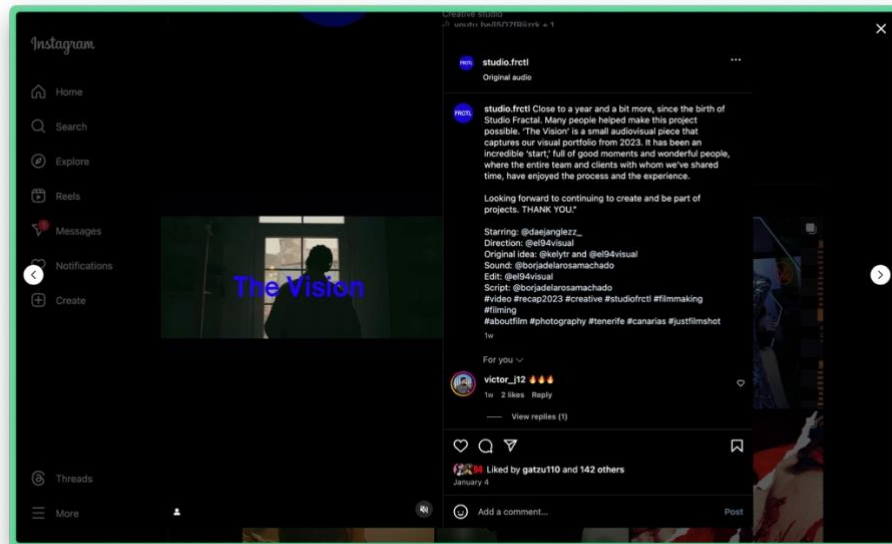 Creative studio
Instagram
Home
Search
Explore
Reels
1
Messages
Notifications
Create
Threads
More
The Vision
FRCTL
studio.frctl
Original audio
FRCTL
studio.frctl Close to a year and a bit more, since the birth of
Studio Fractal. Many people helped make this project
possible. 'The Vision' is a small audiovisual piece that
captures our visual portfolio from 2023. It has been an
incredible 'start,' full of good moments and wonderful people,
where the entire team and clients with whom we've shared
time, have enjoyed the process and the experience.
Looking forward to continuing to create and be part of
projects. THANK YOU."
Starring: @daejanglezz_
Direction: @el94visual
Original idea: @kelytr and @el94visual
Sound: @borjadelarosamachado
Edit: @el94visual
Script: @borjadelarosamachado
#video #recap2023 #creative #studiofrctl #filmmaking
#filming
#aboutfilm #photography #tenerife #canarias #justfilmshot
1w
For you
victor_j12 🔥🔥🔥
1w 2 likes Reply
View replies (1)
Liked by gatzu110 and 142 others
January 4
Add a comment...
Post